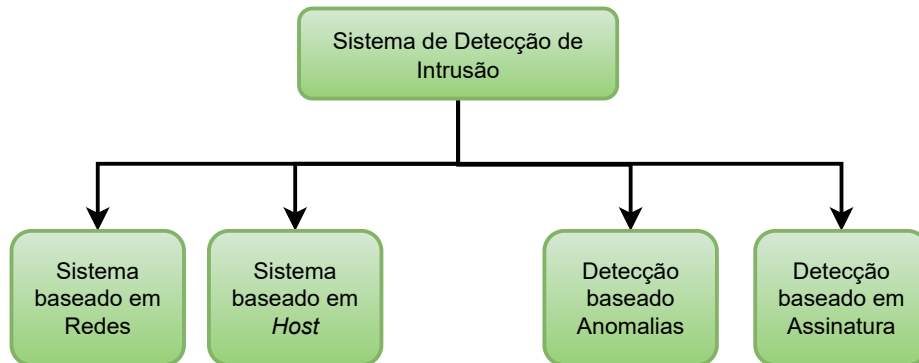 Sistema de Detecção de
Intrusão
Sistema
baseado em
Redes
Sistema
baseado em
Host
Detecção
baseado
Anomalias
Detecção
baseado em
Assinatura